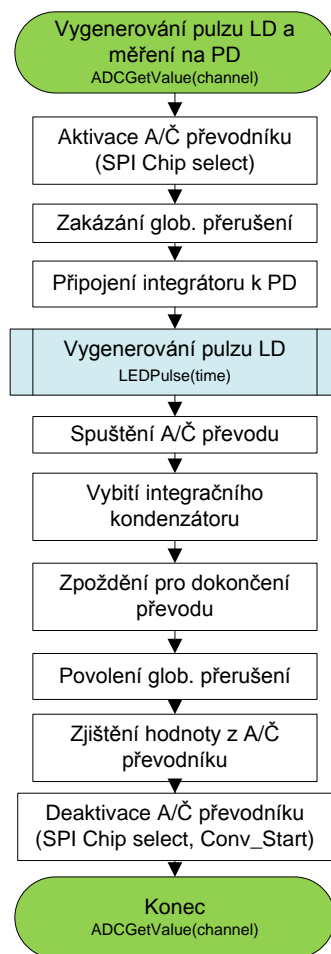 Vygenerování pulzu LD a
měření na PD
ADCGetValue(channel)
Aktivace A/Č převodníku
(SPI Chip select)
Zakázání glob. přerušení
Připojení integrátoru k PD
Vygenerování pulzu LD
LEDPulse(time)
Spuštění A/Č převodu
Vybití integračního
kondenzátoru
Zpoždění pro dokončení
převodu
Povolení glob. přerušení
Zjištění hodnoty z A/Č
převodníku
Deaktivace A/Č převodníku
(SPI Chip select, Conv_Start)
Konec
ADCGetValue(channel)